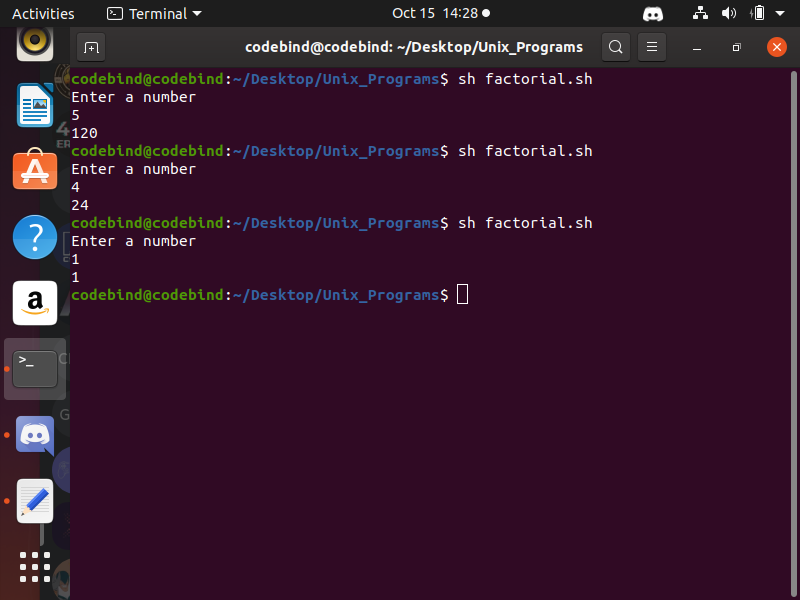 Activities Terminal Oct 15 14:28
codebind@codebind: ~/Desktop/Unix_Programs
codebind@codebind:~/Desktop/Unix_Programs$ sh factorial.sh
Enter a number
5
120
codebind@codebind:~/Desktop/Unix_Programs$ sh factorial.sh
Enter a number
4
24
codebind@codebind:~/Desktop/Unix_Programs$ sh factorial.sh
Enter a number
1
1
codebind@codebind:~/Desktop/Unix_Programs$